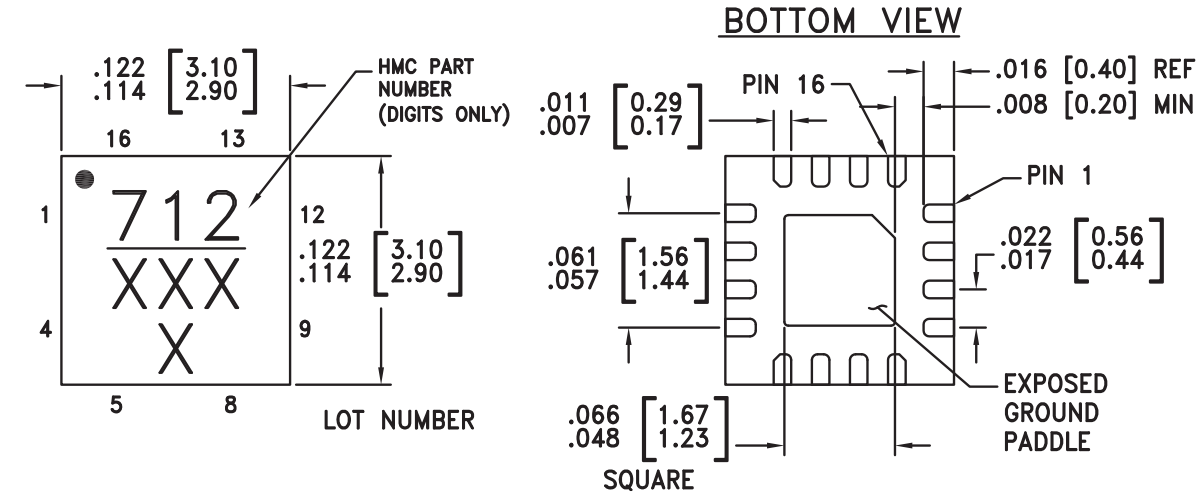 BOTTOM VIEW
.122 [3.10]
.114 [2.90]
HMC PART
NUMBER
(DIGITS ONLY)
16 13
1
712
XXX
X
12
4
9
5 8
.122 [3.10]
.114 [2.90]
LOT NUMBER
.011 [0.29]
.007 [0.17]
PIN 16
.016 [0.40] REF
.008 [0.20] MIN
PIN 1
.061 [1.56]
.057 [1.44]
.022 [0.56]
.017 [0.44]
.066 [1.67]
.048 [1.23]
SQUARE
EXPOSED
GROUND
PADDLE